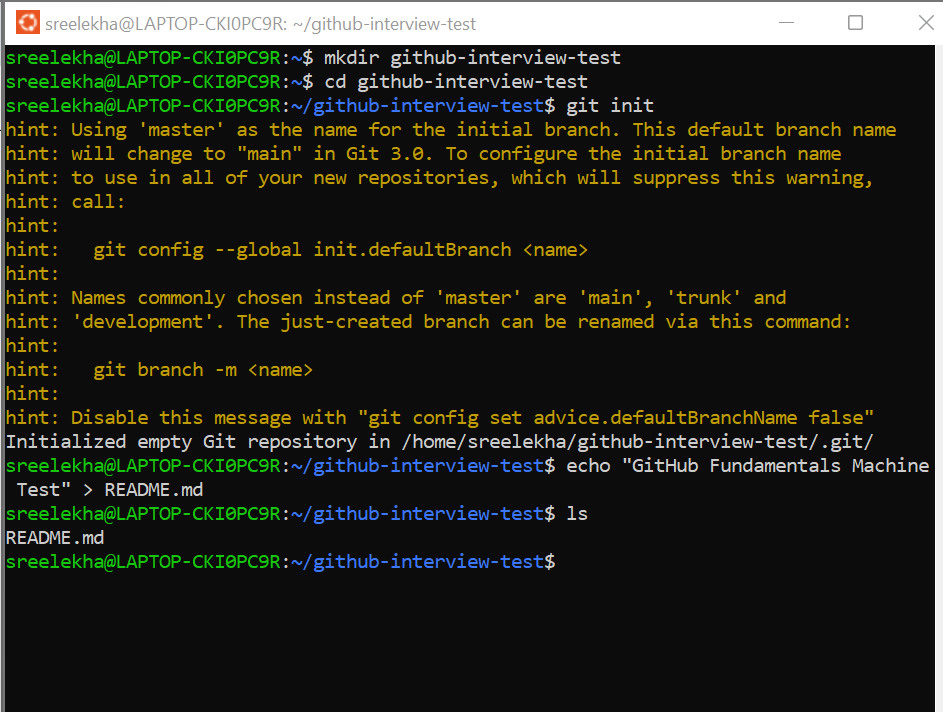 sreelekha@LAPTOP-CKI0PC9R: ~/github-interview-test
sreelekha@LAPTOP-CKI0PC9R:~$ mkdir github-interview-test
sreelekha@LAPTOP-CKI0PC9R:~$ cd github-interview-test
sreelekha@LAPTOP-CKI0PC9R:~/github-interview-test$ git init
hint: Using 'master' as the name for the initial branch. This default branch name
hint: will change to "main" in Git 3.0. To configure the initial branch name
hint: to use in all of your new repositories, which will suppress this warning,
hint: call:
hint:
hint:   git config --global init.defaultBranch <name>
hint:
hint: Names commonly chosen instead of 'master' are 'main', 'trunk' and
hint: 'development'. The just-created branch can be renamed via this command:
hint:
hint:   git branch -m <name>
hint:
hint: Disable this message with "git config set advice.defaultBranchName false"
Initialized empty Git repository in /home/sreelekha/github-interview-test/.git/
sreelekha@LAPTOP-CKI0PC9R:~/github-interview-test$ echo "GitHub Fundamentals Machine
 Test" > README.md
sreelekha@LAPTOP-CKI0PC9R:~/github-interview-test$ ls
README.md
sreelekha@LAPTOP-CKI0PC9R:~/github-interview-test$